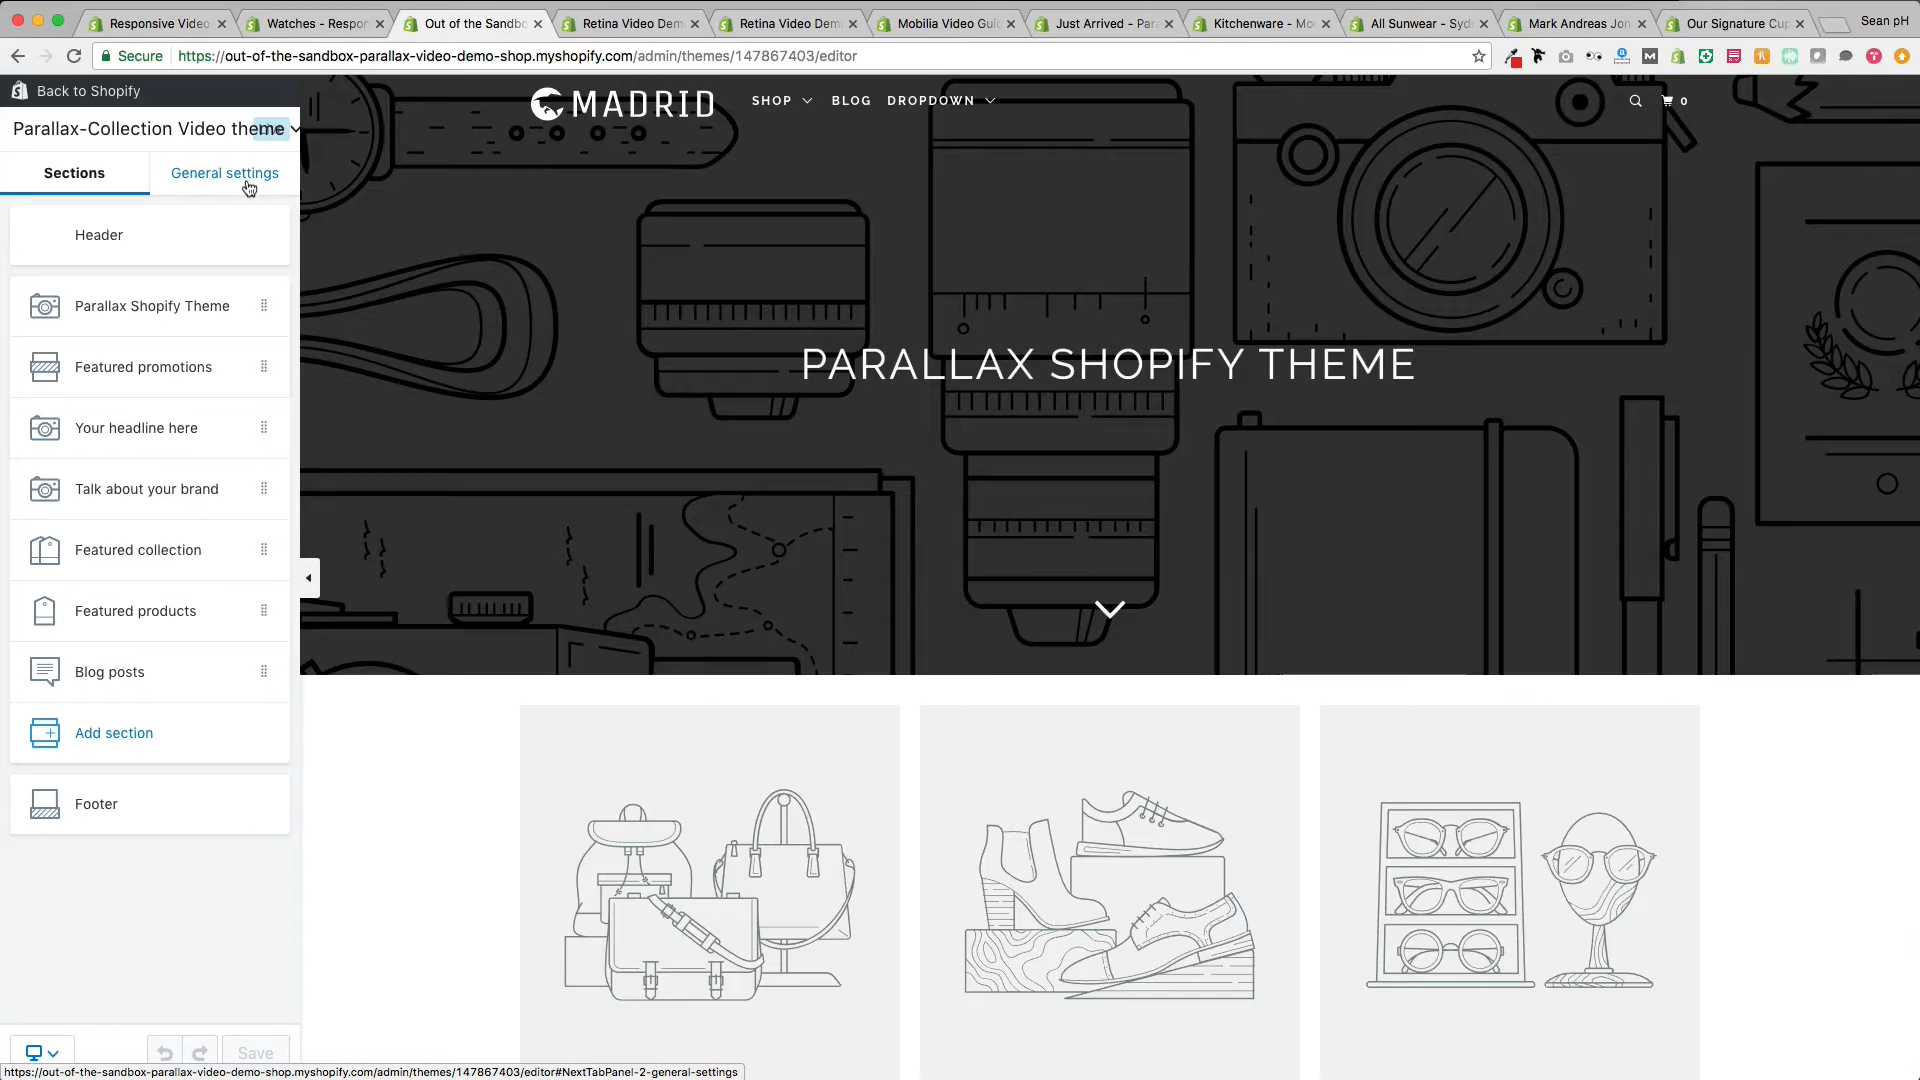 Responsive Video
Watches - Respon
Out of the Sandbo
Retina Video Dem
Retina Video Dem
Mobilia Video Gui
Just Arrived - Para
Kitchenware - Mo
All Sunwear - Syd
Mark Andreas Jon
Our Signature Cup
Sean pH
Secure
https://out-of-the-sandbox-parallax-video-demo-shop.myshopify.com/admin/themes/147867403/editor
Back to Shopify
Parallax-Collection Video theme
Sections
General settings
Header
Parallax Shopify Theme
Featured promotions
Your headline here
Talk about your brand
Featured collection
Featured products
Blog posts
Add section
Footer
Save
MADRID
SHOP
BLOG
DROPDOWN
0
PARALLAX SHOPIFY THEME
https://out-of-the-sandbox-parallax-video-demo-shop.myshopify.com/admin/themes/147867403/editor#NextTabPanel-2-general-settings